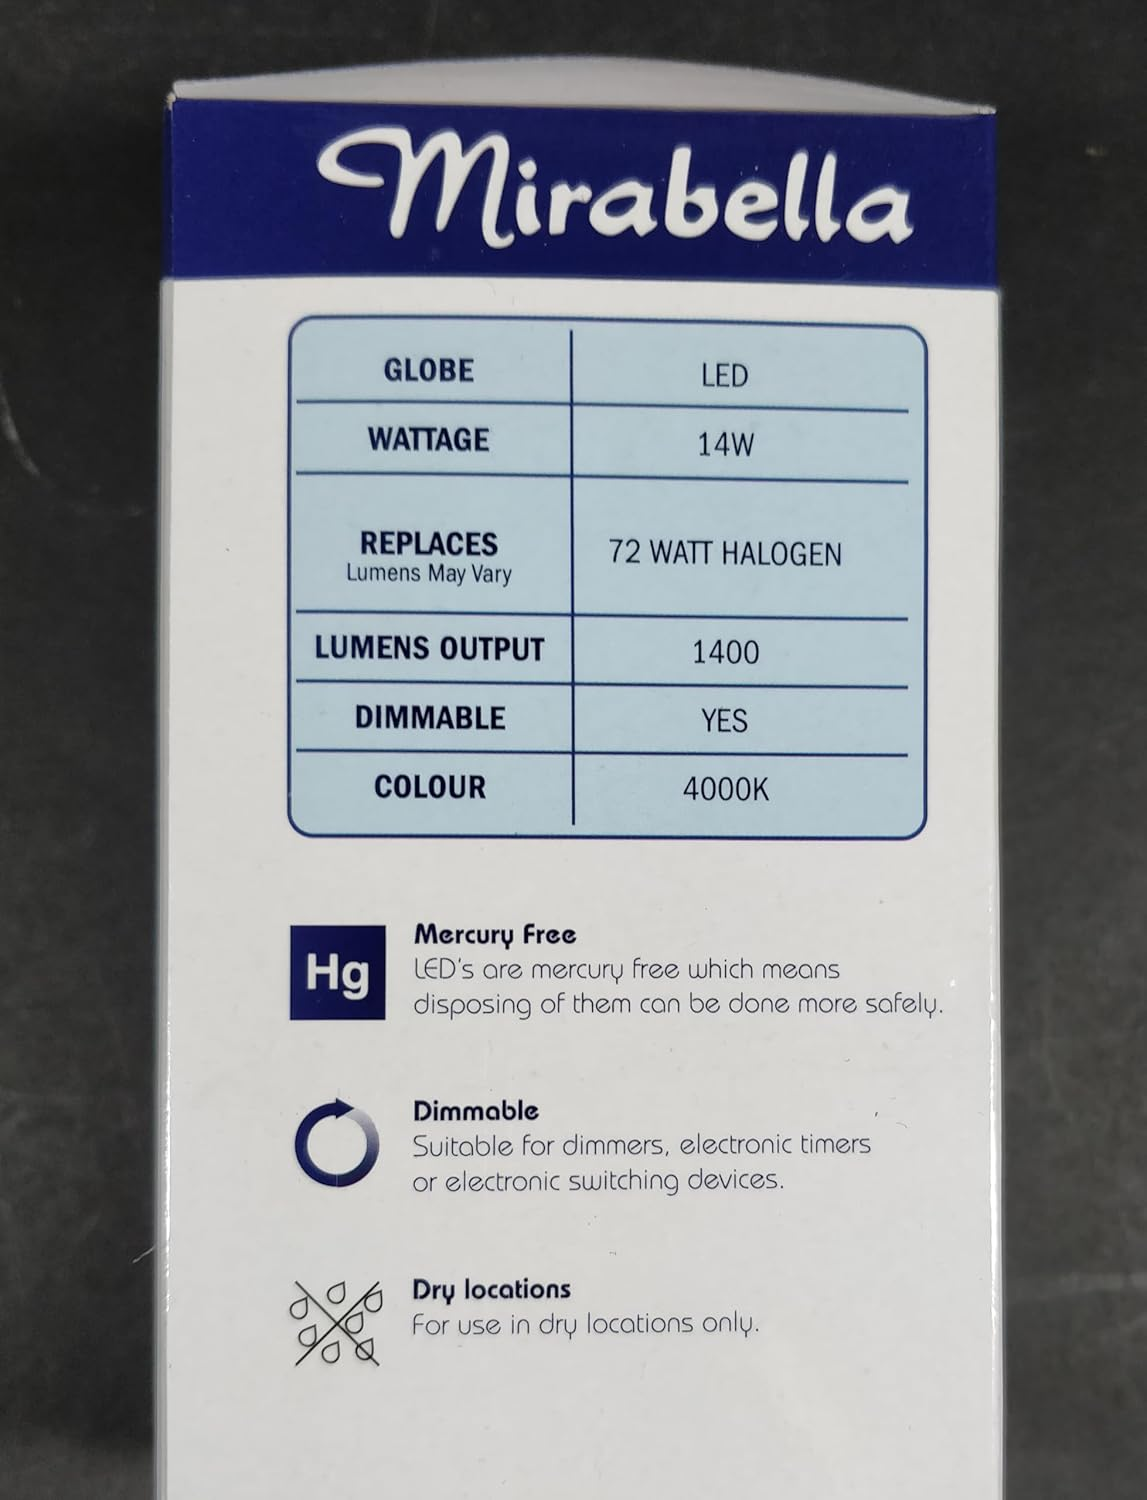 Mirabella
GLOBE LED
WATTAGE 14W
REPLACES 72 WATT HALOGEN
Lumens May Vary
LUMENS OUTPUT 1400
DIMMABLE YES
COLOUR 4000K
Hg
Mercury Free
LED's are mercury free which means
disposing of them can be done more safely.
Dimmable
Suitable for dimmers, electronic timers
or electronic switching devices.
Dry locations
For use in dry locations only.